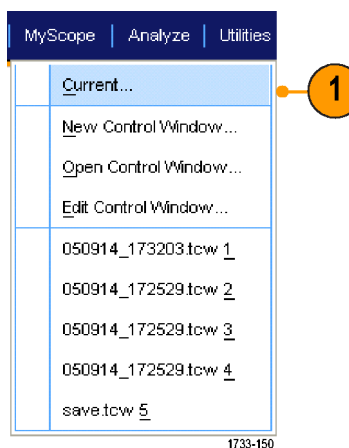 MyScope | Analyze | Utilities
Current...
1
New Control Window...
Open Control Window...
Edit Control Window...
050914_173203.tcw 1
050914_172529.tcw 2
050914_172529.tcw 3
050914_172529.tcw 4
save.tcw 5
1733-150